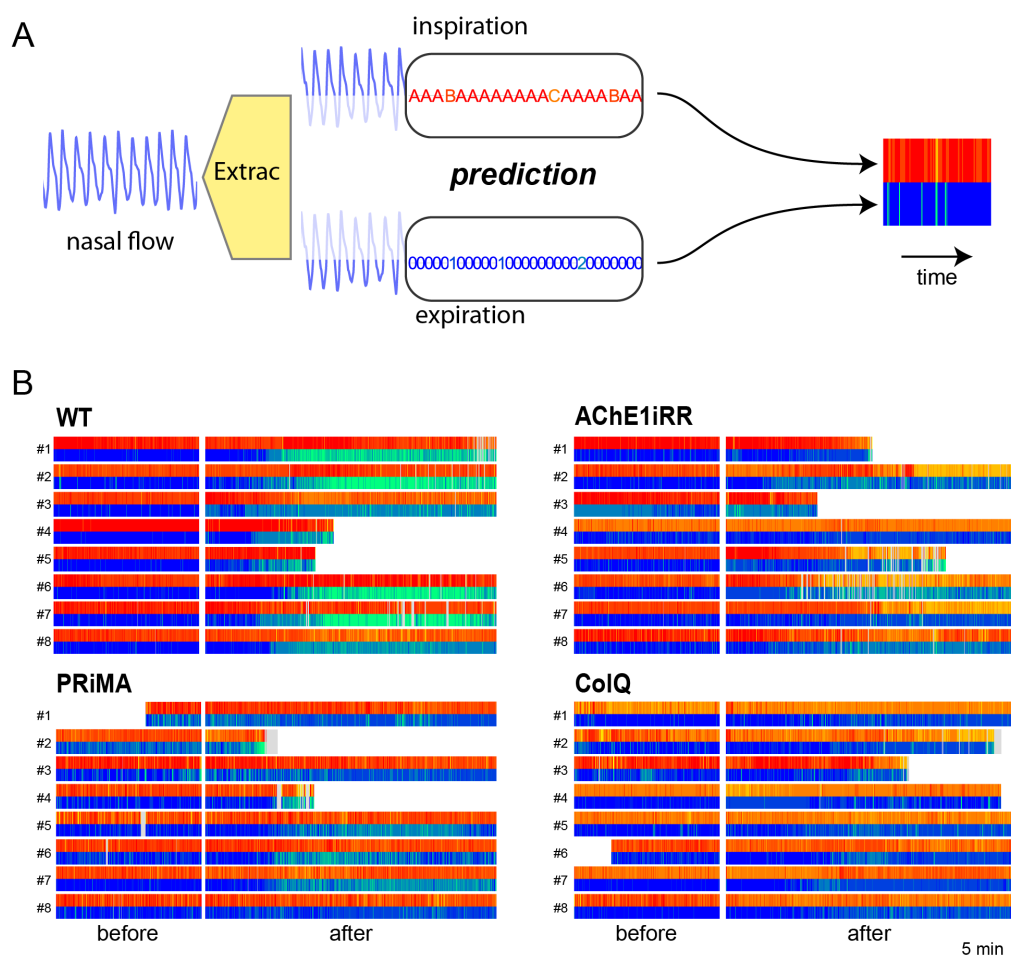 A
inspiration
AAABAAAAAAAACAAAABAA
Extrac
prediction
nasal flow
00000100000100000000020000000
expiration
time
B
WT
#1
#2
#3
#4
#5
#6
#7
#8
AChE1iRR
#1
#2
#3
#4
#5
#6
#7
#8
PRiMA
#1
#2
#3
#4
#5
#6
#7
#8
before
after
ColQ
#1
#2
#3
#4
#5
#6
#7
#8
before
after
5 min